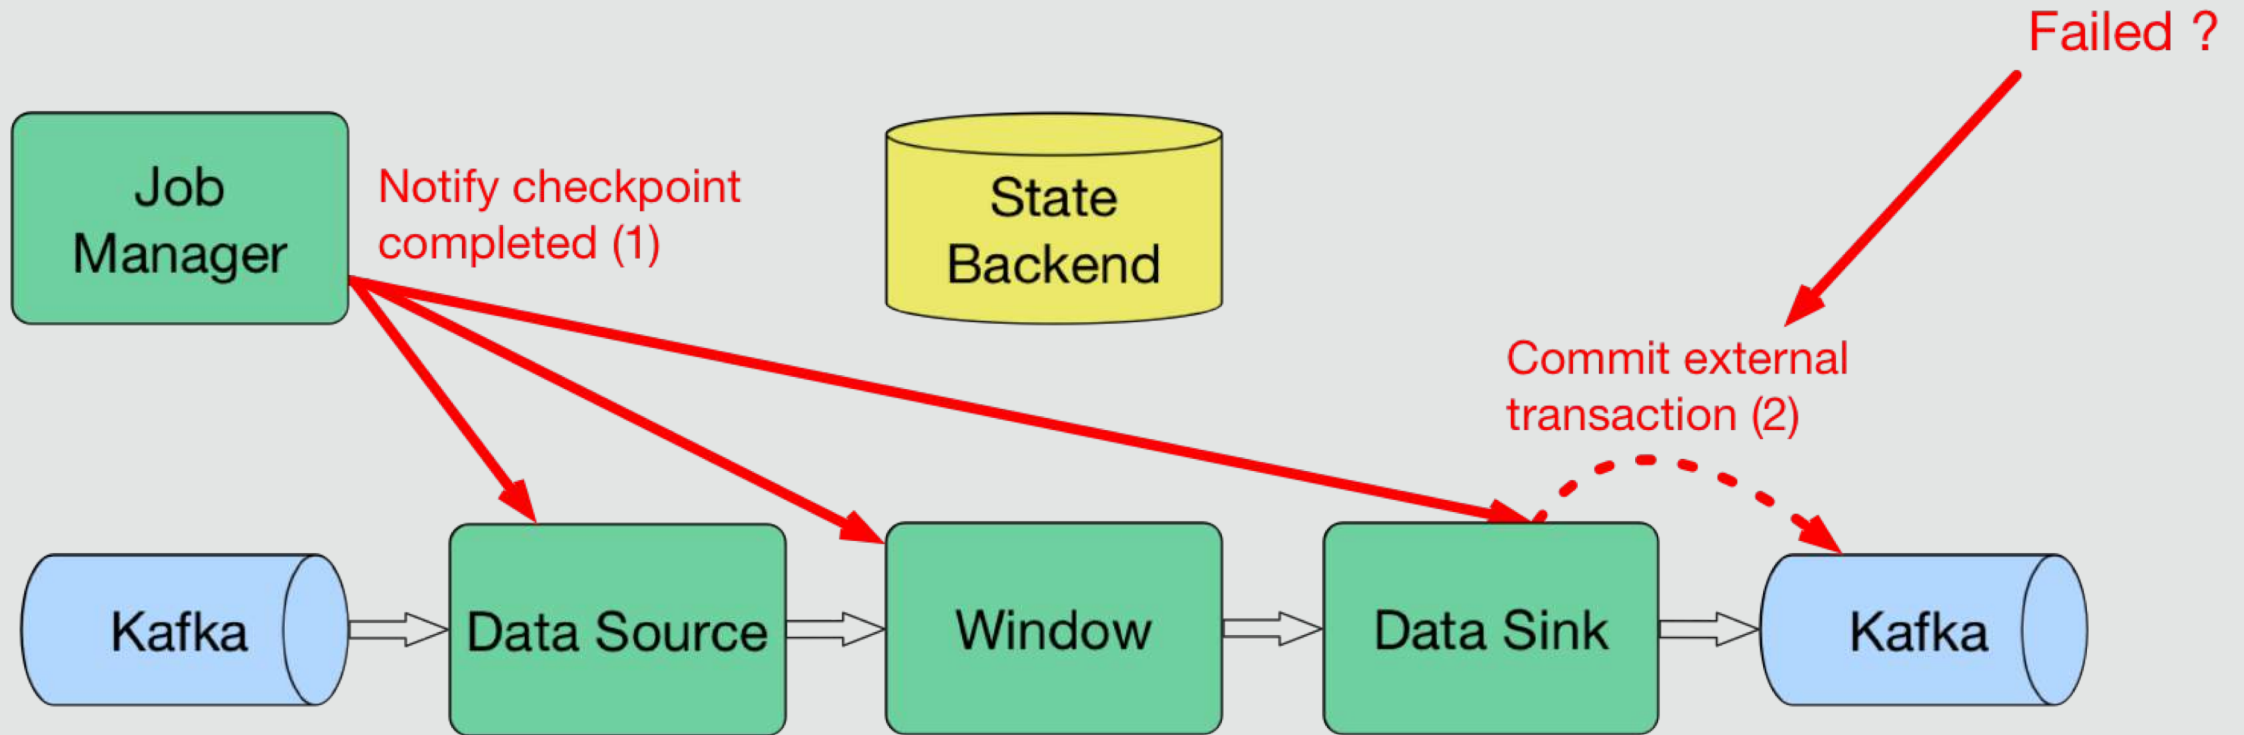 Failed ?
Job
Manager
Notify checkpoint
completed (1)
State
Backend
Commit external
transaction (2)
Kafka
Data Source
Window
Data Sink
Kafka